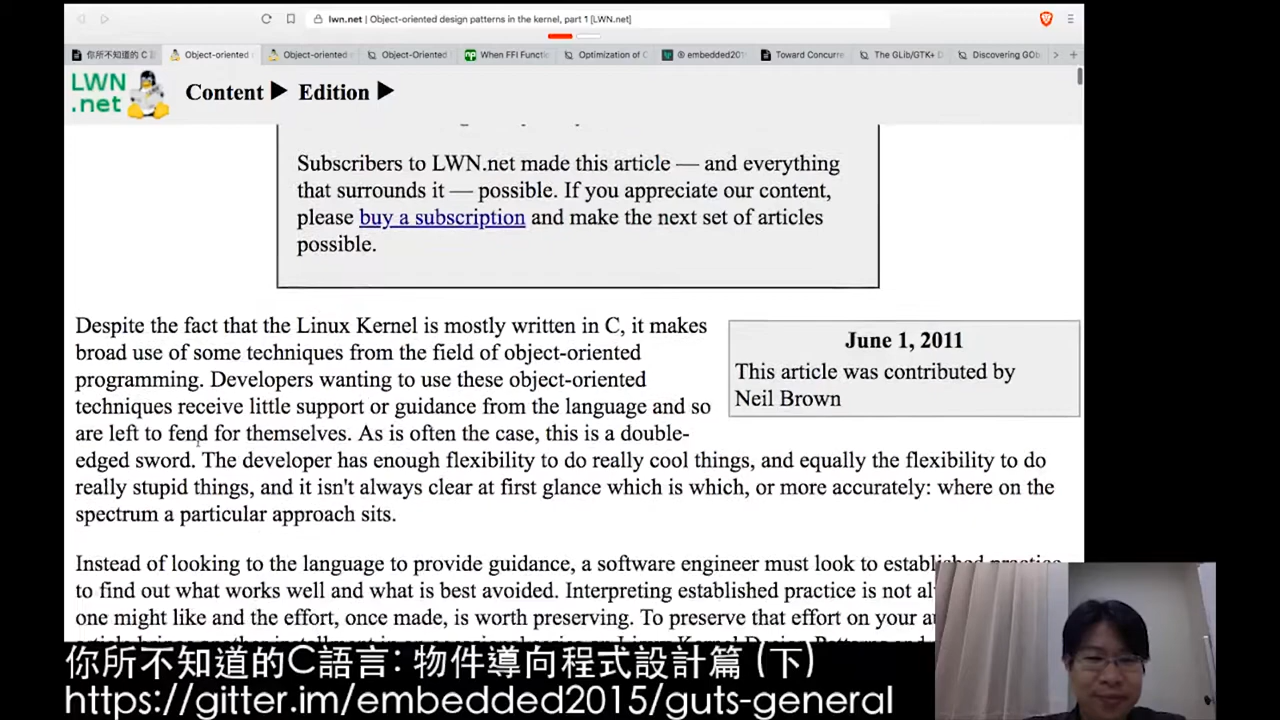 lwn.net | Object-oriented design patterns in the kernel, part 1 [LWN.net]
你所不知道的 C
Object-oriented
Object-oriented
Object-Oriented
When FFI Functi
Optimization of C
® embedded201
Toward Concurre
The GLib/GTK+ D
Discovering GOb
LWN
.net
Content ▶ Edition ▶
Subscribers to LWN.net made this article — and everything
that surrounds it — possible. If you appreciate our content,
please buy a subscription and make the next set of articles
possible.
Despite the fact that the Linux Kernel is mostly written in C, it makes
broad use of some techniques from the field of object-oriented
programming. Developers wanting to use these object-oriented
techniques receive little support or guidance from the language and so
are left to fend for themselves. As is often the case, this is a double-
edged sword. The developer has enough flexibility to do really cool things, and equally the flexibility to do
really stupid things, and it isn't always clear at first glance which is which, or more accurately: where on the
spectrum a particular approach sits.
June 1, 2011
This article was contributed by
Neil Brown
Instead of looking to the language to provide guidance, a software engineer must look to established practice
to find out what works well and what is best avoided. Interpreting established practice is not al
one might like and the effort, once made, is worth preserving. To preserve that effort on your a
你所不知道的C語言: 物件導向程式設計篇 (下)
https://gitter.im/embedded2015/guts-general